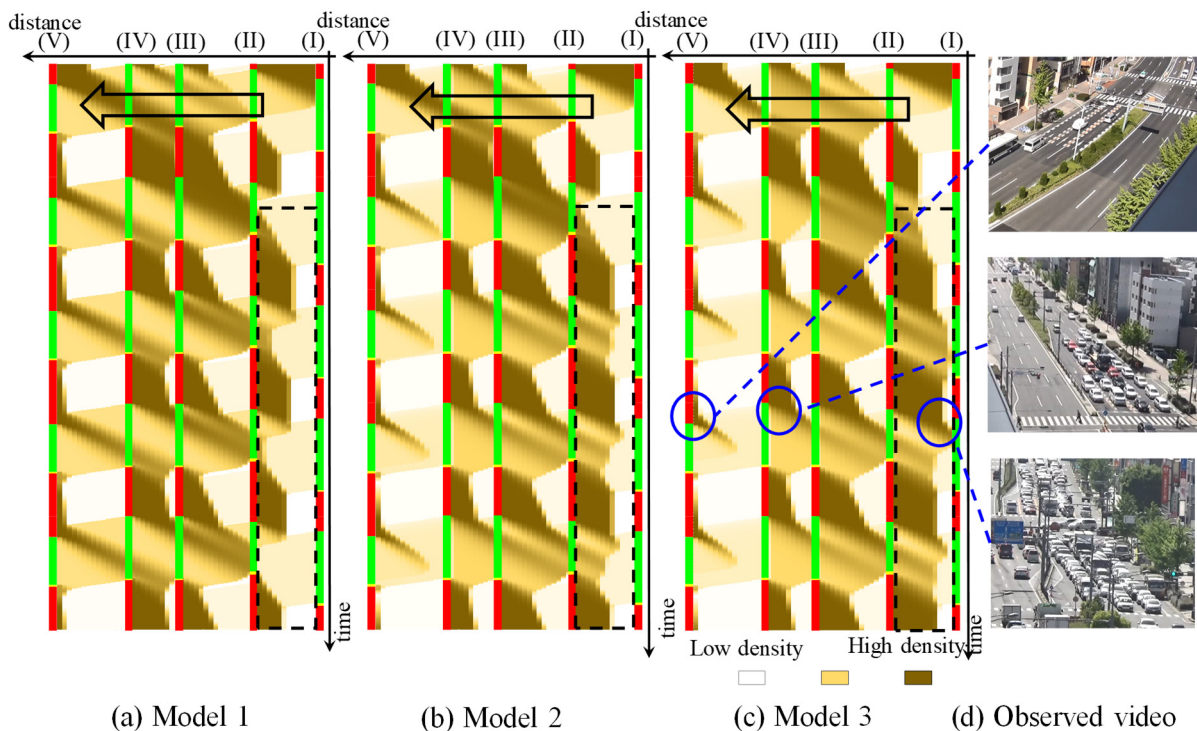 distance
(V) (IV) (III) (II) (I)
time
distance
(V) (IV) (III) (II) (I)
time
distance
(V) (IV) (III) (II) (I)
time
Low density High density
(a) Model 1 (b) Model 2 (c) Model 3 (d) Observed video